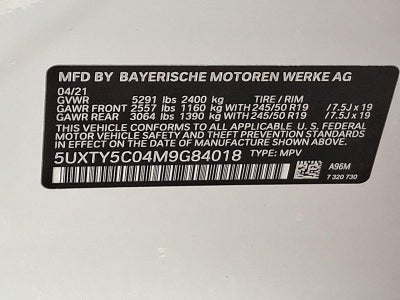 MFD BY BAYERISCHE MOTOREN WERKE AG
04/21
GVWR 5291 lbs 2400 kg TIRE / RIM
GAWR FRONT 2557 lbs 1160 kg WITH 245/50 R19 /7.5J x 19
GAWR REAR 3064 lbs 1390 kg WITH 245/50 R19 /7.5J x 19
THIS VEHICLE CONFORMS TO ALL APPLICABLE U. S. FEDERAL
MOTOR VEHICLE SAFETY STANDARDS IN EFFECT ON THE DATE OF
MANUFACTURE SHOWN ABOVE.
5UXTY5C04M9G84018 TYPE: MPV
A96M
7 320 730